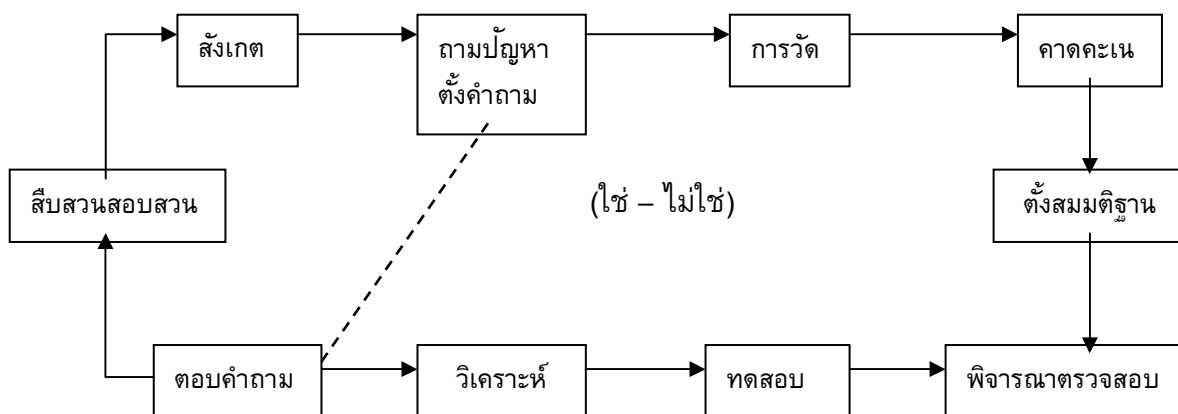 สังเกต
ถามปัญหา
ตั้งคำถาม
การวัด
คาดคะเน
สืบสวนสอบสวน
(ใช่ – ไม่ใช่)
ตั้งสมมติฐาน
ตอบคำถาม
วิเคราะห์
ทดสอบ
พิจารณาตรวจสอบ